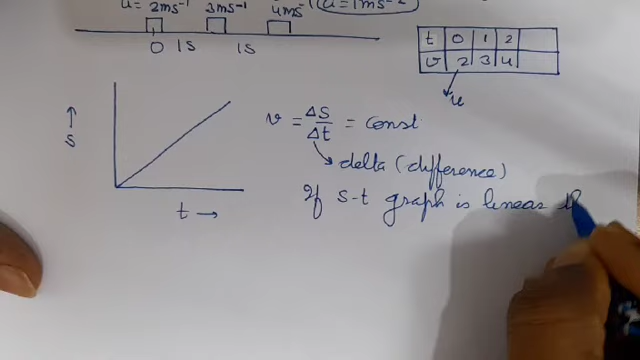 u = 2ms⁻¹ 3ms⁻¹ 4ms⁻¹ a = 1ms⁻²
0 1s 1s
t 0 1 2
v 2 3 4
u
s
t →
v = Δs/Δt = const
delta (difference)
If s-t graph is linear